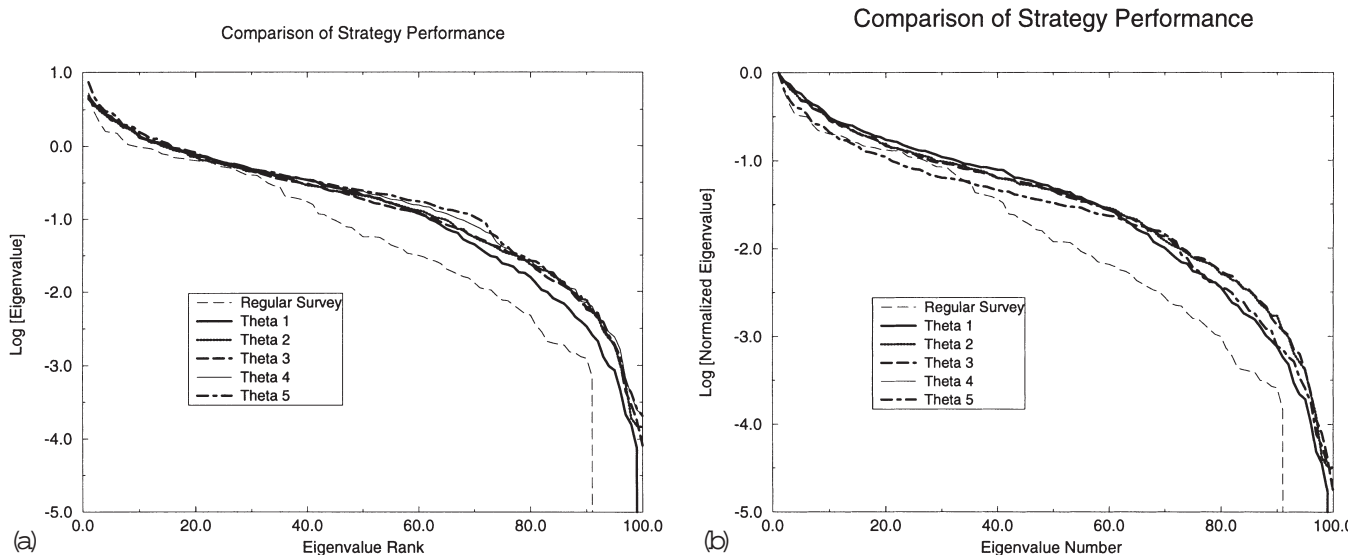 Comparison of Strategy Performance
1.0
0.0
-1.0
-2.0
-3.0
-4.0
-5.0
Log [Eigenvalue]
Regular Survey
Theta 1
Theta 2
Theta 3
Theta 4
Theta 5
0.0 20.0 40.0 60.0 80.0 100.0
Eigenvalue Rank
(a)
Comparison of Strategy Performance
0.0
-1.0
-2.0
-3.0
-4.0
-5.0
Log [Normalized Eigenvalue]
Regular Survey
Theta 1
Theta 2
Theta 3
Theta 4
Theta 5
0.0 20.0 40.0 60.0 80.0 100.0
Eigenvalue Number
(b)